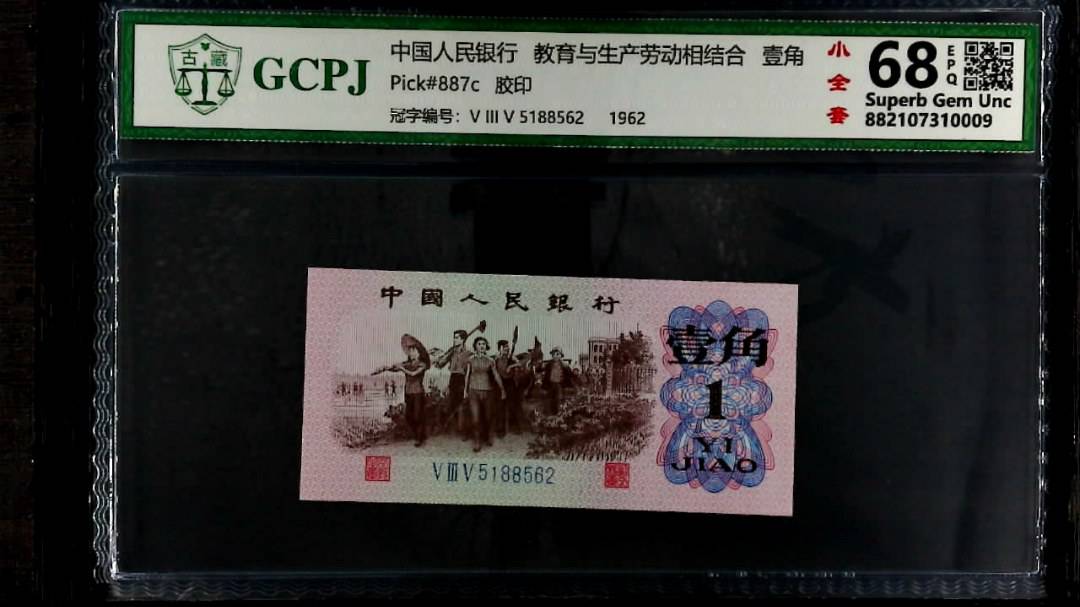 古藏
GCPJ
中国人民银行 教育与生产劳动相结合 壹角
Pick#887c 胶印
冠字编号: V III V 5188562 1962
小全套
68
EPQ
Superb Gem Unc
882107310009
中國人民銀行
壹角
1
YI
JIAO
V III V 5188562